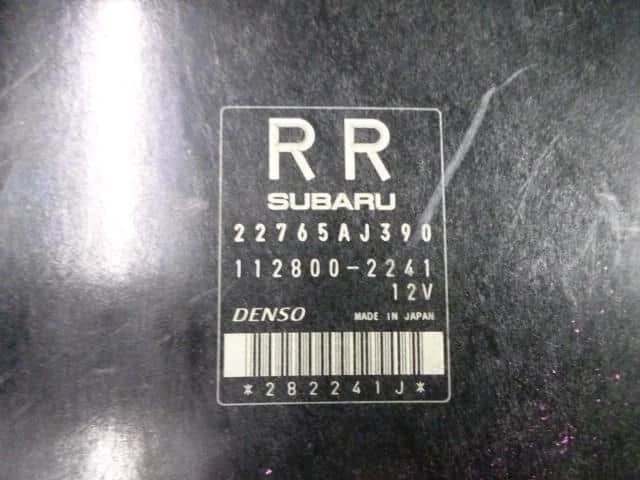 RR
SUBARU
22765AJ390
112800-2241
12V
DENSO MADE IN JAPAN
*282241J*